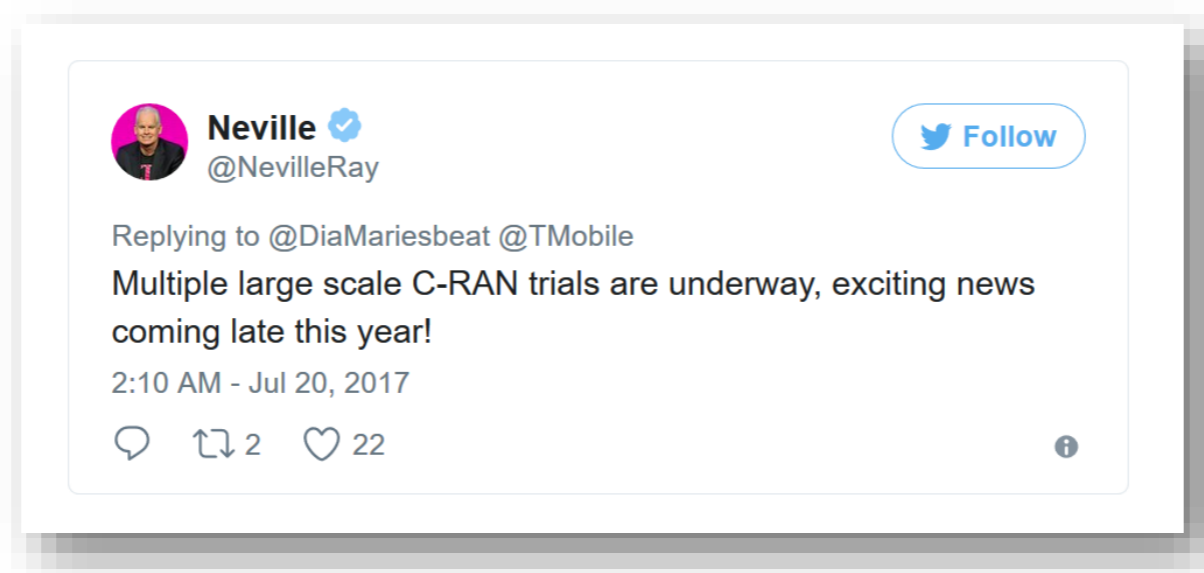 Neville
@NevilleRay
Follow
Replying to @DiaMariesbeat @TMobile
Multiple large scale C-RAN trials are underway, exciting news
coming late this year!
2:10 AM - Jul 20, 2017
2 22